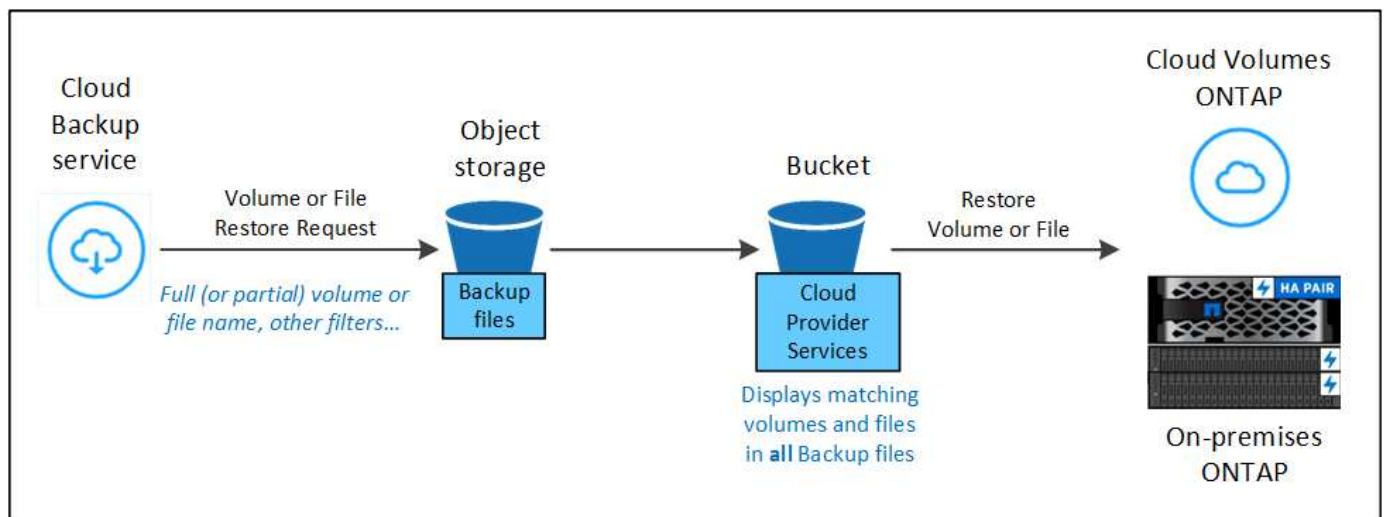 Cloud
Backup
service
Volume or File
Restore Request
Full (or partial) volume or
file name, other filters...
Object
storage
Backup
files
Bucket
Cloud
Provider
Services
Displays matching
volumes and files
in all Backup files
Restore
Volume or File
Cloud Volumes
ONTAP
HA PAIR
On-premises
ONTAP